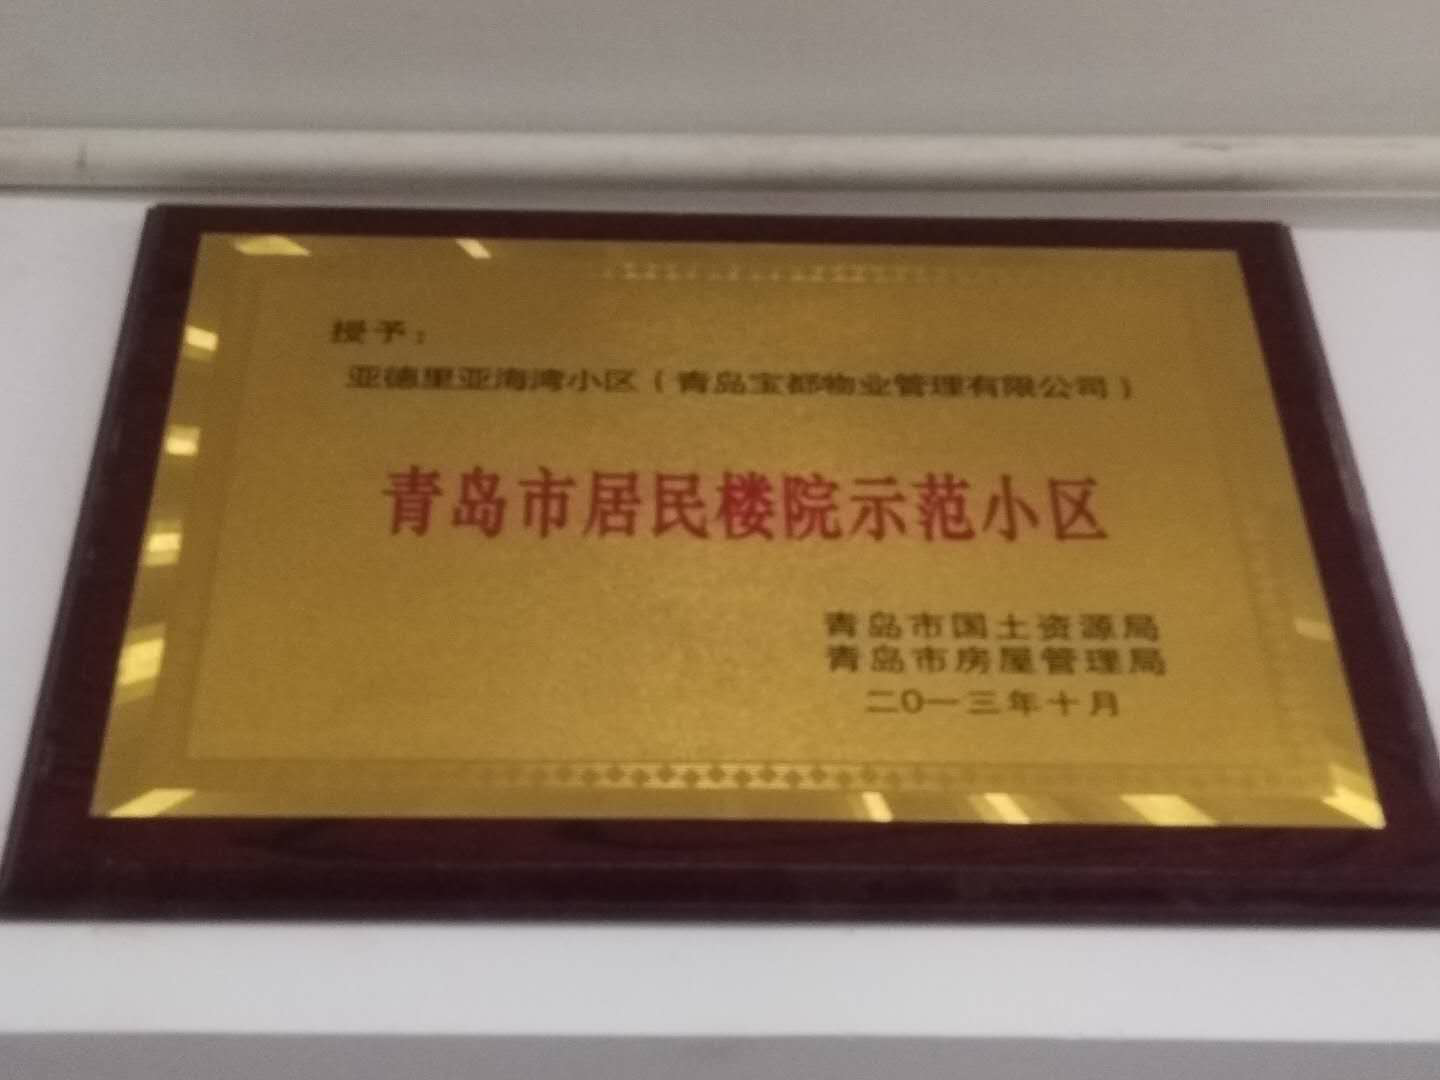 授予：
亚德里亚海湾小区（青岛宝都物业管理有限公司）
青岛市居民楼院示范小区
青岛市国土资源局
青岛市房屋管理局
二〇一三年十月